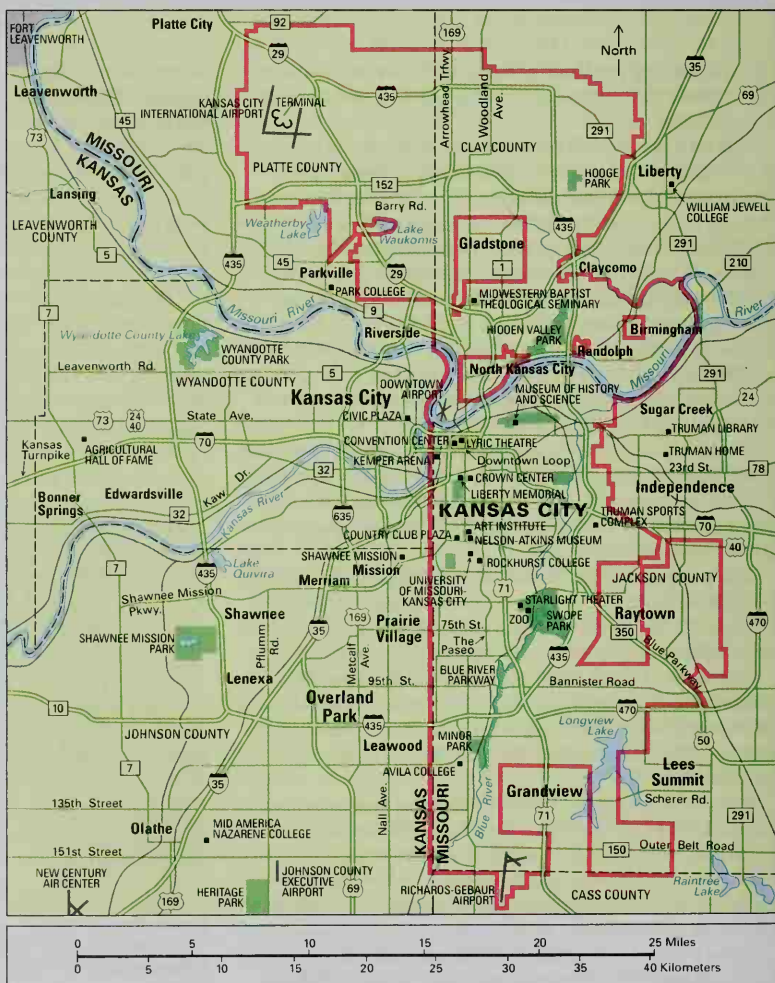 FORT
LEAVENWORTH
Platte City
92
169
North
29
35
Leavenworth
KANSAS CITY
INTERNATIONAL AIRPORT
TERMINAL
435
Arrowhead Trfwy.
Woodland
Ave.
69
45
73
MISSOURI
KANSAS
291
PLATTE COUNTY
CLAY COUNTY
HOOGE
PARK
Liberty
Lansing
152
WILLIAM JEWELL
COLLEGE
Barry Rd.
LEAVENWORTH
COUNTY
Weatherby
Lake
Lake
Waukomis
Gladstone
435
5
435
45
29
1
Claycomo
291
210
Parkville
PARK COLLEGE
MIDWESTERN BAPTIST
THEOLOGICAL SEMINARY
7
Missouri River
9
Riverside
HIDDEN VALLEY
PARK
Birmingham
River
Wyandotte County Lake
WYANDOTTE
COUNTY PARK
Randolph
Leavenworth Rd.
5
North Kansas City
Missouri
WYANDOTTE COUNTY
DOWNTOWN
AIRPORT
MUSEUM OF HISTORY
AND SCIENCE
291
Kansas City
24
73
24
40
State Ave.
CIVIC PLAZA
Sugar Creek
TRUMAN LIBRARY
Kansas
Turnpike
AGRICULTURAL
HALL OF FAME
70
CONVENTION CENTER
LYRIC THEATRE
TRUMAN HOME
KEMPER ARENA
Downtown Loop
23rd St.
78
32
Kaw Dr.
CROWN CENTER
LIBERTY MEMORIAL
Independence
Bonner
Springs
Edwardsville
Kansas River
KANSAS CITY
32
635
ART INSTITUTE
TRUMAN SPORTS
COMPLEX
70
COUNTRY CLUB PLAZA
NELSON-ATKINS MUSEUM
40
Lake
Quivira
SHAWNEE MISSION
Mission
ROCKHURST COLLEGE
7
435
Merriam
UNIVERSITY
OF MISSOURI-
KANSAS CITY
JACKSON COUNTY
Shawnee Mission
Pkwy.
71
STARLIGHT THEATER
Shawnee
169
Prairie
Village
ZOO
SWOPE
PARK
Raytown
470
SHAWNEE MISSION
PARK
35
75th St.
350
Pflumm
Rd.
Metcalf
Ave.
The
Paseo
Blue Parkway
Lenexa
95th St.
BLUE RIVER
PARKWAY
435
Bannister Road
10
Overland
Park
470
435
Longview
Lake
JOHNSON COUNTY
Leawood
MINOR
PARK
50
7
AVILA COLLEGE
Lees
Summit
35
Nall Ave.
KANSAS
MISSOURI
Blue River
Grandview
Scherer Rd.
135th Street
71
291
Olathe
MID AMERICA
NAZARENE COLLEGE
151st Street
150
Outer Belt Road
NEW CENTURY
AIR CENTER
JOHNSON COUNTY
EXECUTIVE
AIRPORT
169
HERITAGE
PARK
69
RICHAROS-GEBAUR
AIRPORT
CASS COUNTY
Raintree
Lake
0 5 10 15 20 25 Miles
0 5 10 15 20 25 30 35 40 Kilometers